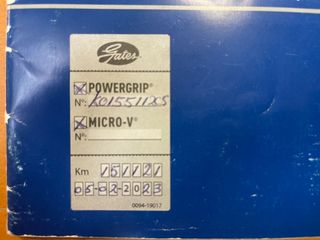 Gates
POWERGRIP®
Nº: K015511XS
MICRO-V®
Nº:
Km 151121
05-02-2023
0094-19017